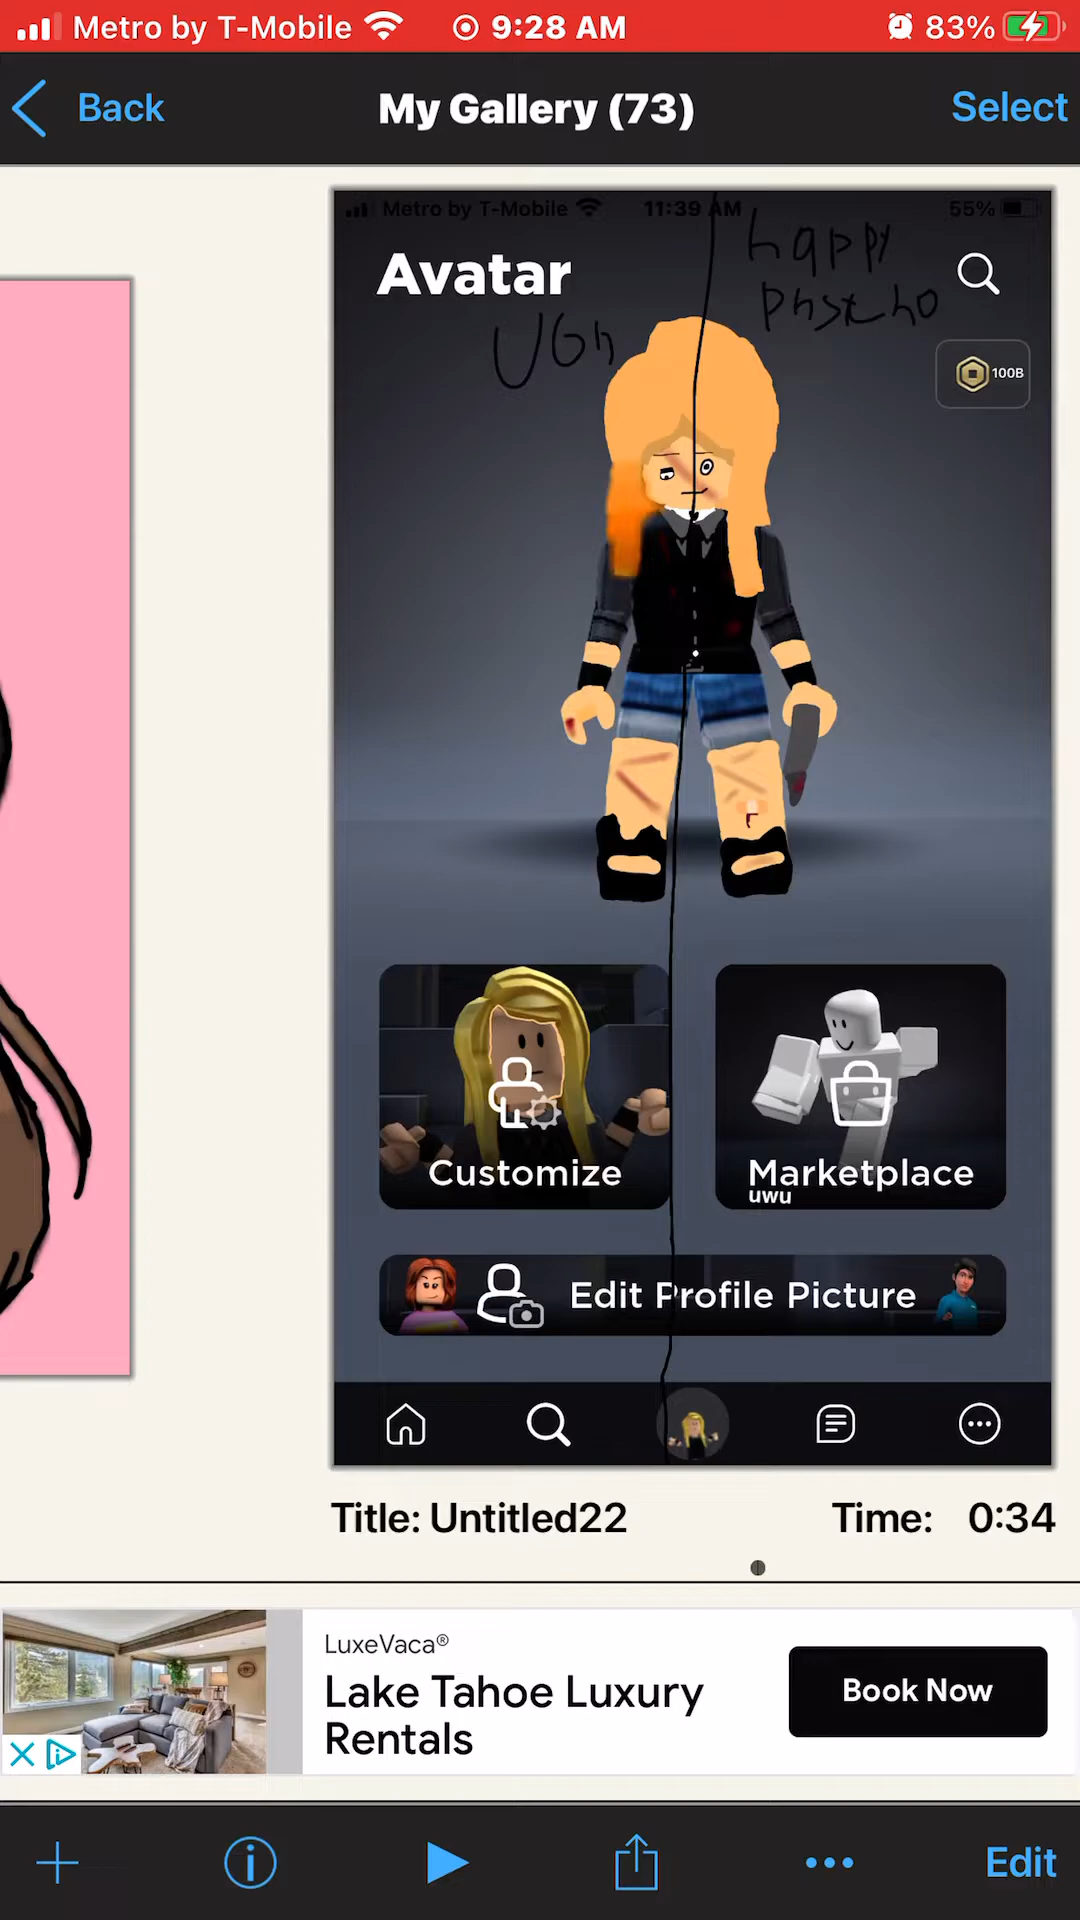 Metro by T-Mobile 9:28 AM 83%
Back My Gallery (73) Select
Metro by T-Mobile 11:39 AM 55%
happy
Avatar
UGh
100B
Customize
Marketplace
uwu
Edit Profile Picture
Title: Untitled22 Time: 0:34
LuxeVaca®
Lake Tahoe Luxury
Rentals
Book Now
Edit